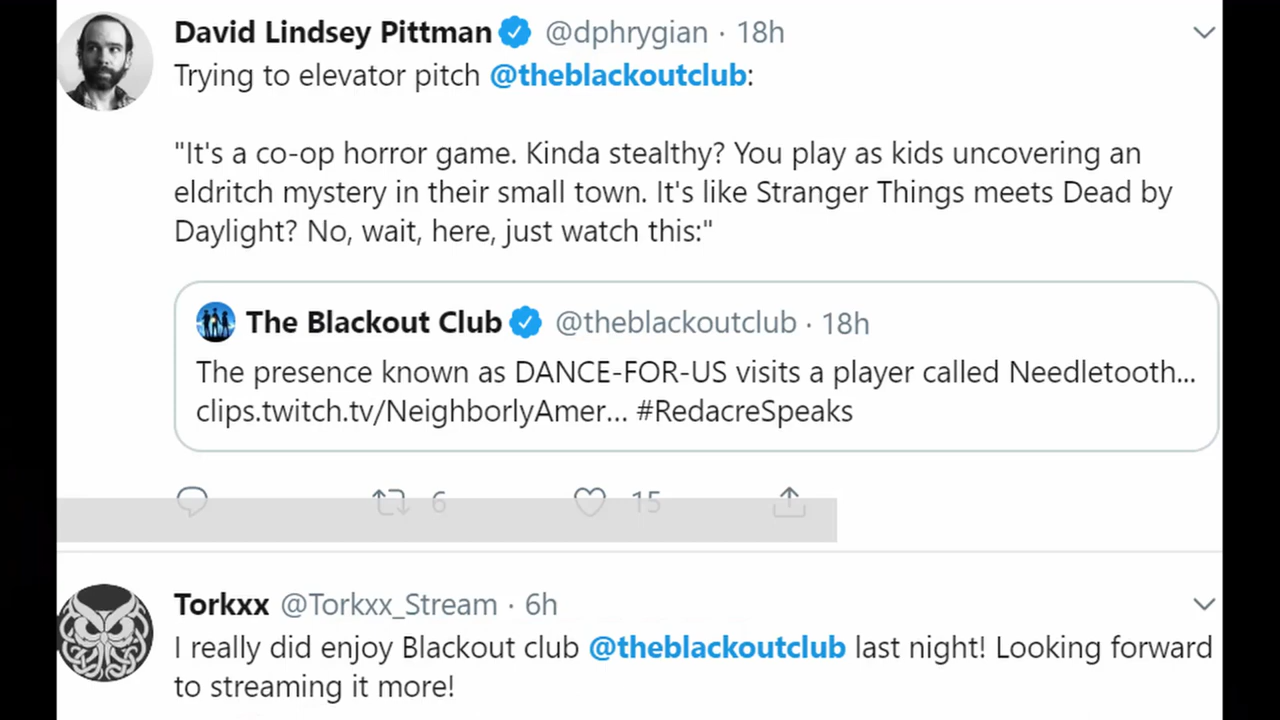 David Lindsey Pittman @dphrygian · 18h
Trying to elevator pitch @theblackoutclub:
"It's a co-op horror game. Kinda stealthy? You play as kids uncovering an
eldritch mystery in their small town. It's like Stranger Things meets Dead by
Daylight? No, wait, here, just watch this:"
The Blackout Club @theblackoutclub · 18h
The presence known as DANCE-FOR-US visits a player called Needletooth...
clips.twitch.tv/NeighborlyAmer... #RedacreSpeaks
6 15
Torkxx @Torkxx_Stream · 6h
I really did enjoy Blackout club @theblackoutclub last night! Looking forward
to streaming it more!